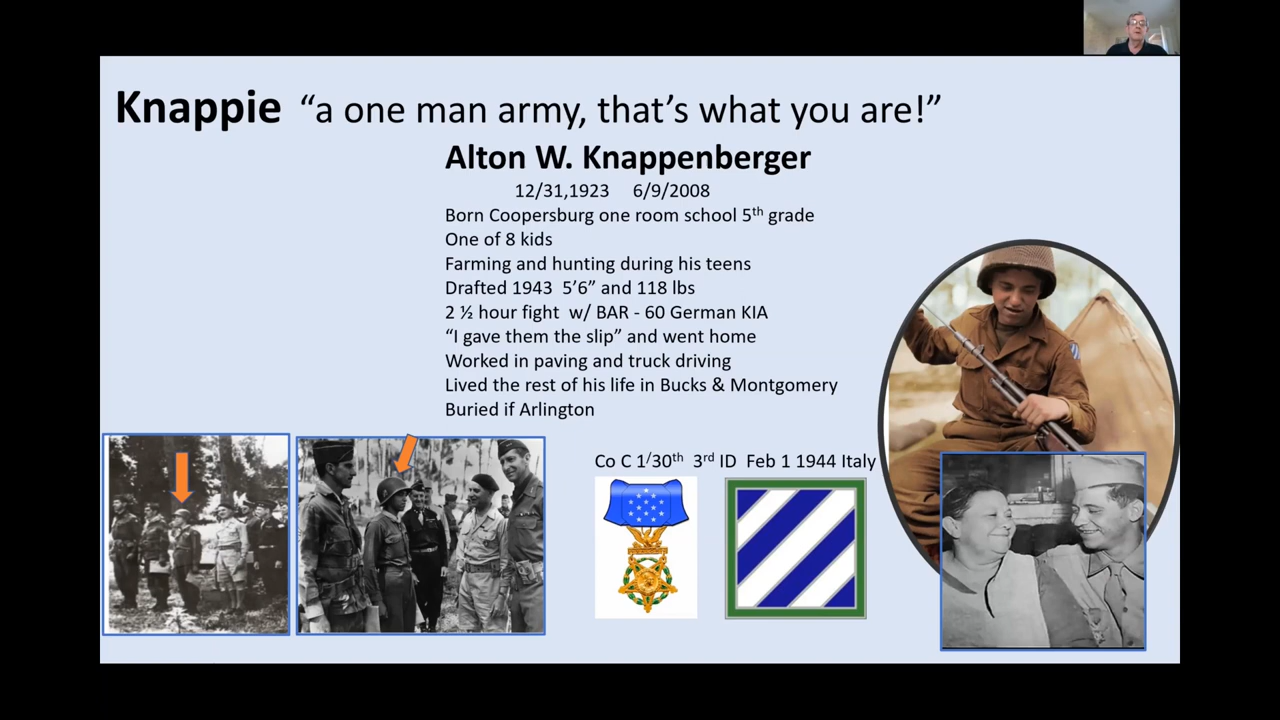 Knappie “a one man army, that’s what you are!”
Alton W. Knappenberger
12/31,1923 6/9/2008
Born Coopersburg one room school 5th grade
One of 8 kids
Farming and hunting during his teens
Drafted 1943 5’6” and 118 lbs
2 ½ hour fight w/ BAR - 60 German KIA
“I gave them the slip” and went home
Worked in paving and truck driving
Lived the rest of his life in Bucks & Montgomery
Buried if Arlington
Co C 1/30th 3rd ID Feb 1 1944 Italy